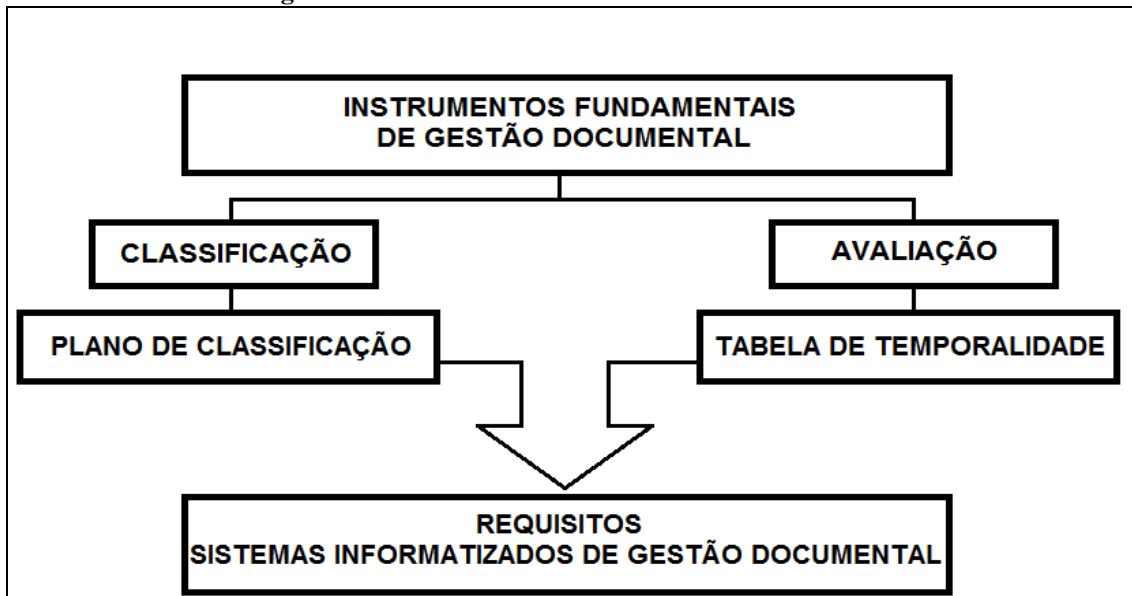 INSTRUMENTOS FUNDAMENTAIS
DE GESTÃO DOCUMENTAL
CLASSIFICAÇÃO
AVALIAÇÃO
PLANO DE CLASSIFICAÇÃO
TABELA DE TEMPORALIDADE
REQUISITOS
SISTEMAS INFORMATIZADOS DE GESTÃO DOCUMENTAL